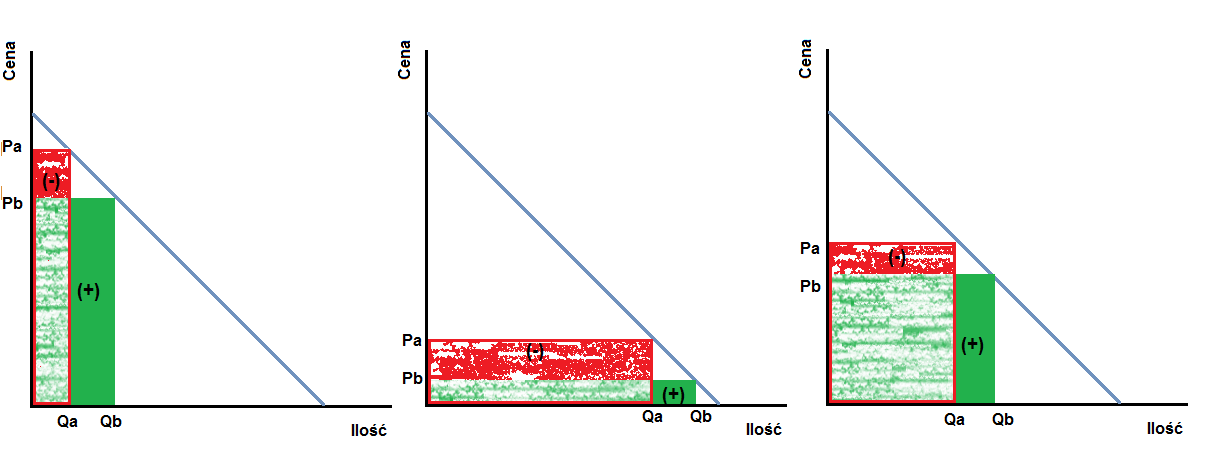 Cena
Pa
(-)
Pb
(+)
Qa
Qb
Ilość
Cena
Pa
(-)
Pb
(+)
Qa
Qb
Ilość
Cena
Pa
(-)
Pb
(+)
Qa
Qb
Ilość